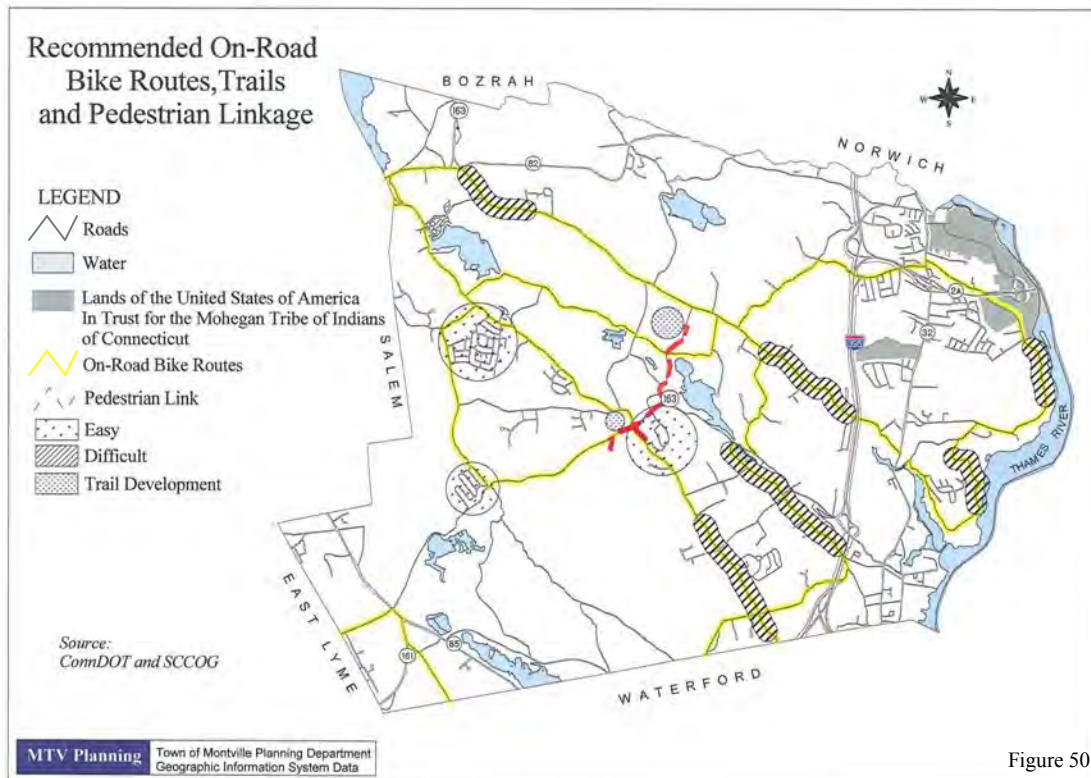 Recommended On-Road
Bike Routes,Trails
and Pedestrian Linkage
LEGEND
Roads
Water
Lands of the United States of America
In Trust for the Mohegan Tribe of Indians
of Connecticut
On-Road Bike Routes
Pedestrian Link
Easy
Difficult
Trail Development
Source:
ConnDOT and SCCOG
MTV Planning
Town of Montville Planning Department
Geographic Information System Data
Figure 50
BOZRAH
NORWICH
SALEM
EAST LYME
WATERFORD
THAMES RIVER
N
W E
S
163
82
2A
32
163
85
161